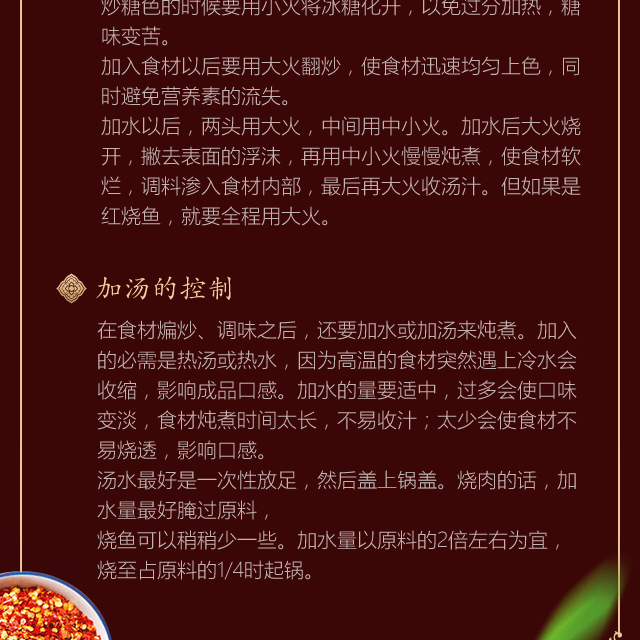 炒糖色的时候要用小火将冰糖化开，以免过分加热，糖
味变苦。
加入食材以后要用大火翻炒，使食材迅速均匀上色，同
时避免营养素的流失。
加水以后，两头用大火，中间用中小火。加水后大火烧
开，撇去表面的浮沫，再用中小火慢慢炖煮，使食材软
烂，调料渗入食材内部，最后再大火收汤汁。但如果是
红烧鱼，就要全程用大火。
加汤的控制
在食材煸炒、调味之后，还要加水或加汤来炖煮。加入
的必需是热汤或热水，因为高温的食材突然遇上冷水会
收缩，影响成品口感。加水的量要适中，过多会使口味
变淡，食材炖煮时间太长，不易收汁；太少会使食材不
易烧透，影响口感。
汤水最好是一次性放足，然后盖上锅盖。烧肉的话，加
水量最好腌过原料，
烧鱼可以稍稍少一些。加水量以原料的2倍左右为宜，
烧至占原料的1/4时起锅。